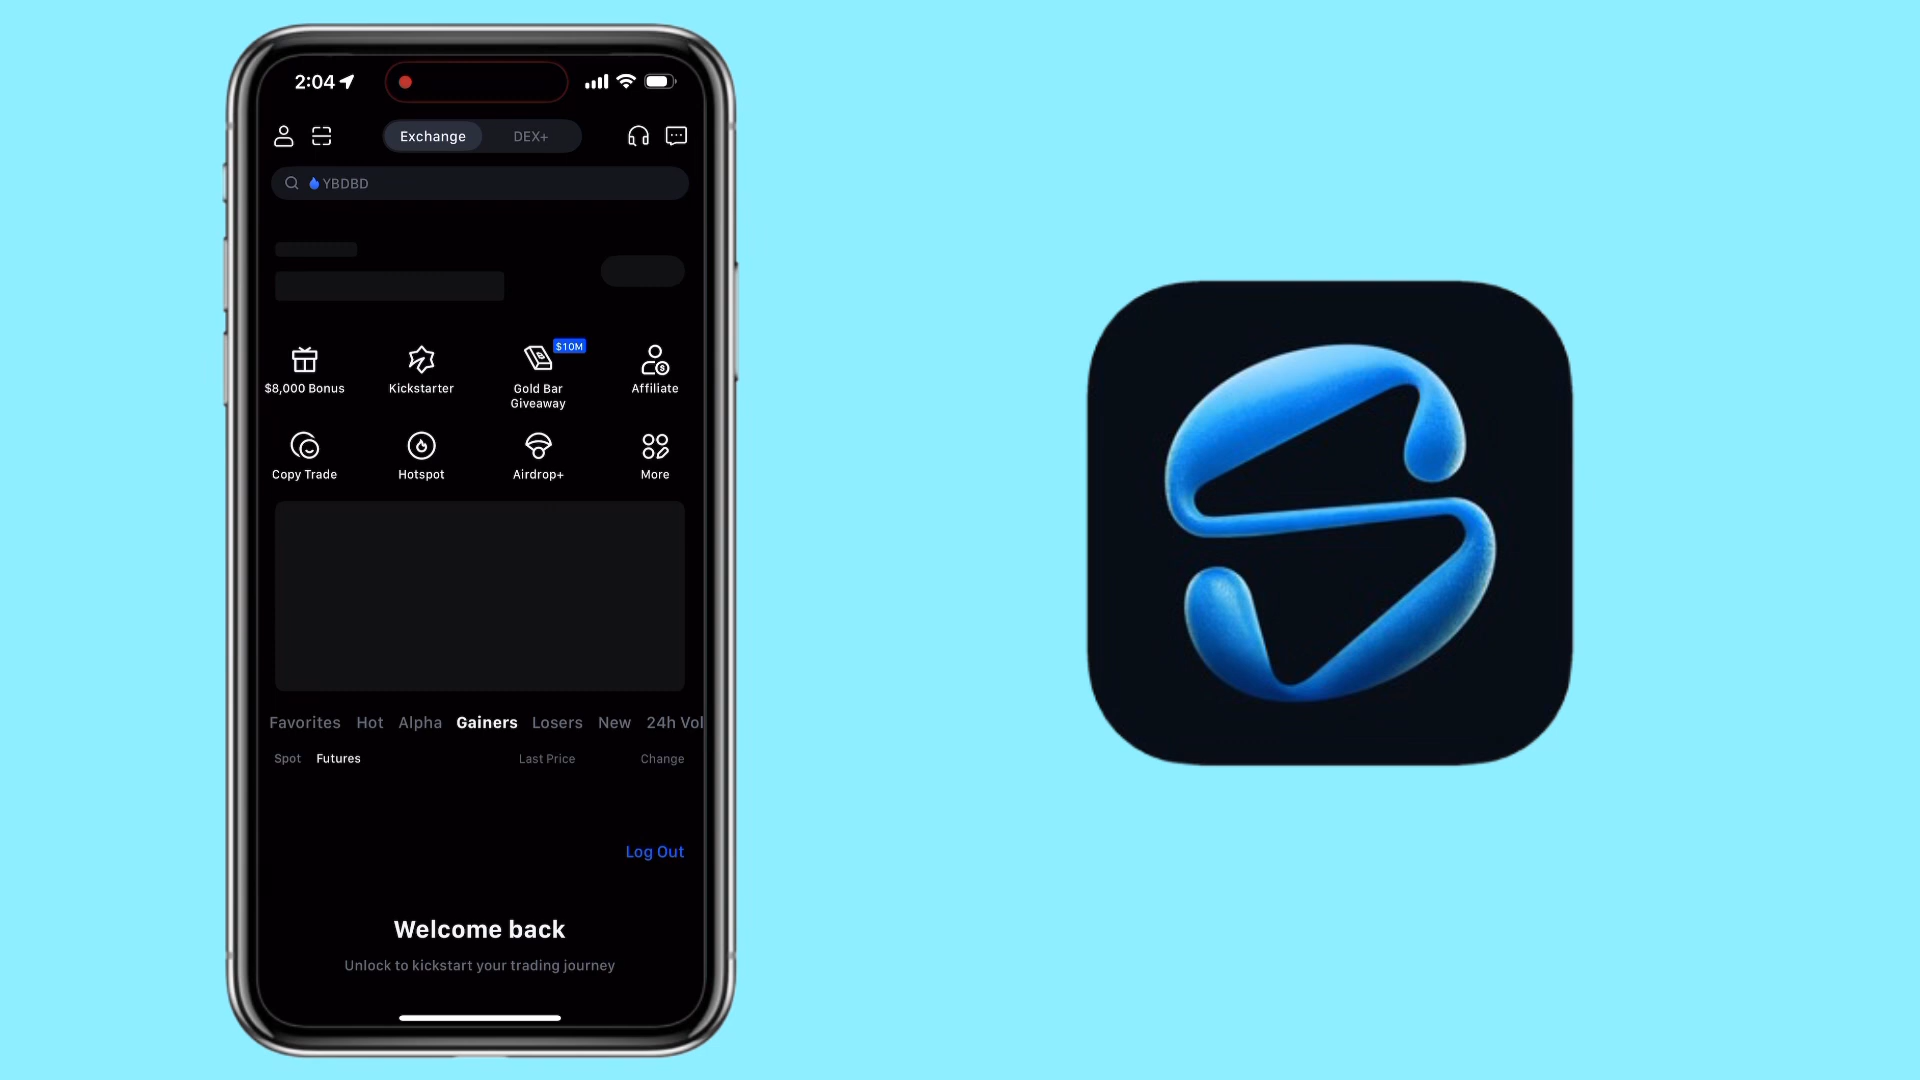 2:04
Exchange DEX+
YBDBD
$10M
$8,000 Bonus Kickstarter Gold Bar Giveaway Affiliate
Copy Trade Hotspot Airdrop+ More
Favorites Hot Alpha Gainers Losers New 24h Vol
Spot Futures Last Price Change
Log Out
Welcome back
Unlock to kickstart your trading journey